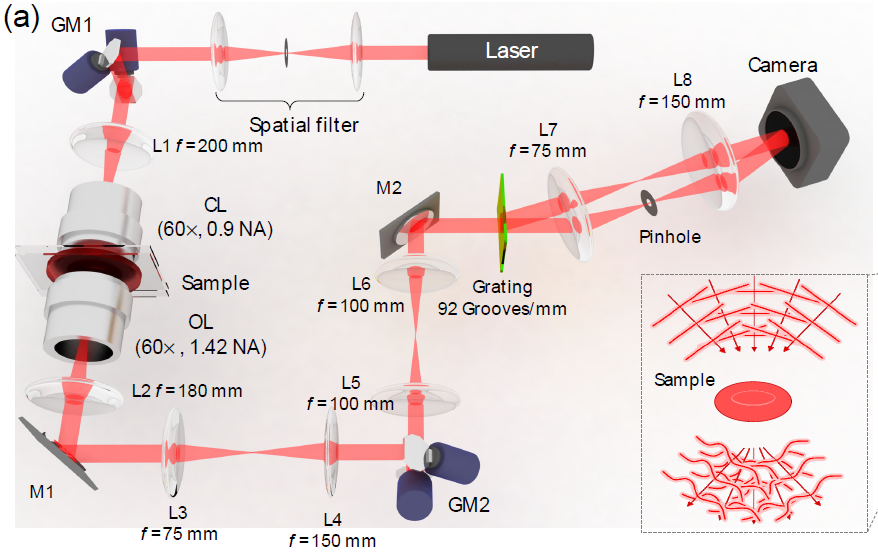 (a)
GM1
Laser
Spatial filter
L1 f = 200 mm
CL
(60×, 0.9 NA)
Sample
OL
(60× , 1.42 NA)
L2 f = 180 mm
M1
L3
f = 75 mm
L4
f = 150 mm
GM2
L5
f = 100 mm
L6
f = 100 mm
M2
Grating
92 Grooves/mm
L7
f = 75 mm
Pinhole
L8
f = 150 mm
Camera
Sample